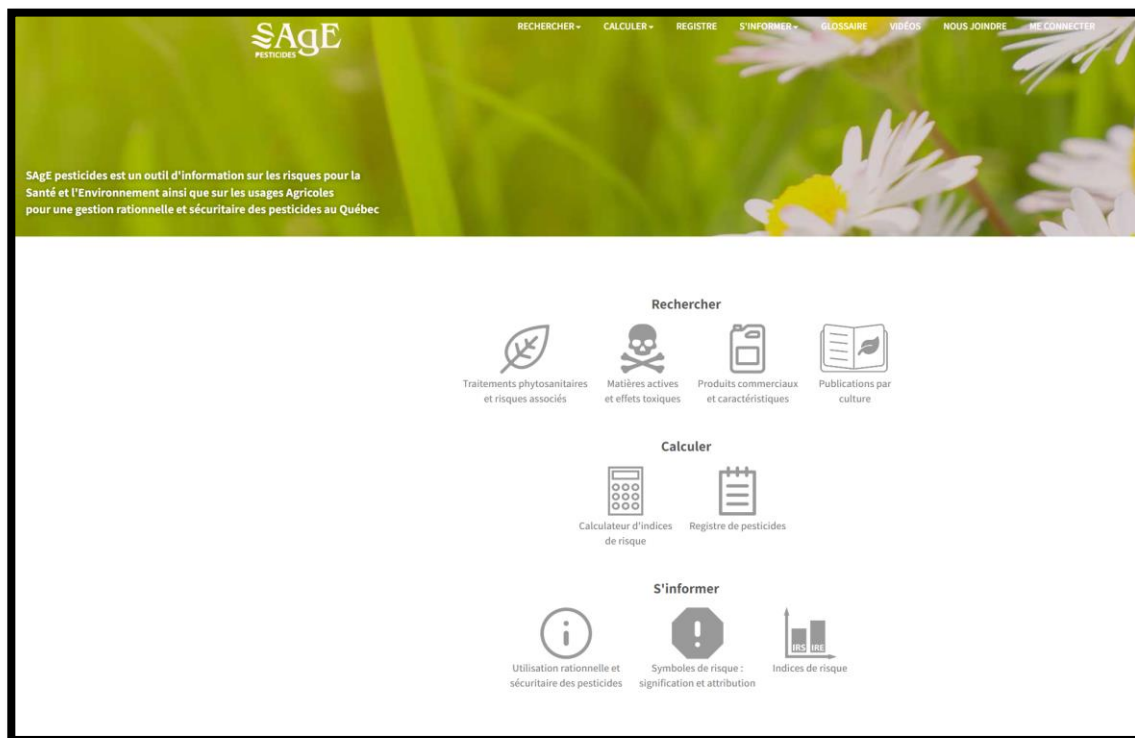 SAgE
PESTICIDES
RECHERCHER CALCULER REGISTRE S'INFORMER GLOSSAIRE VIDÉOS NOUS JOINDRE ME CONNECTER
SAgE pesticides est un outil d'information sur les risques pour la
Santé et l'Environnement ainsi que sur les usages Agricoles
pour une gestion rationnelle et sécuritaire des pesticides au Québec
Rechercher
Traitements phytosanitaires
et risques associés
Matières actives
et effets toxiques
Produits commerciaux
et caractéristiques
Publications par
culture
Calculer
Calculateur d'indices
de risque
Registre de pesticides
S'informer
Utilisation rationnelle et
sécuritaire des pesticides
Symboles de risque :
signification et attribution
IRS IRE
Indices de risque